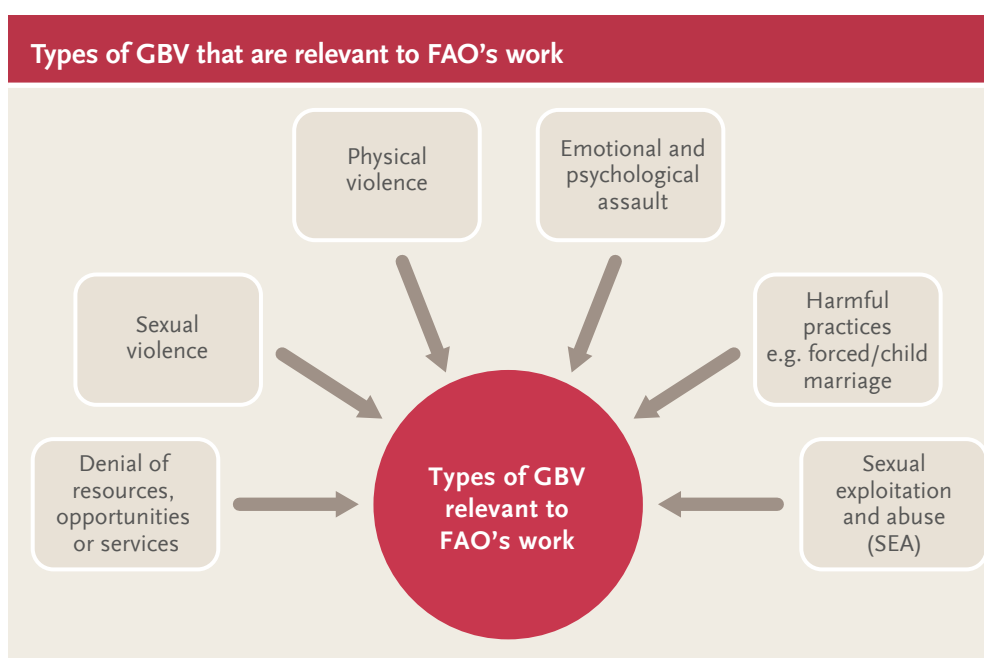 Types of GBV that are relevant to FAO’s work
Physical
violence
Emotional and
psychological
assault
Sexual
violence
Harmful
practices
e.g. forced/child
marriage
Denial of
resources,
opportunities
or services
Types of GBV
relevant to
FAO’s work
Sexual
exploitation
and abuse
(SEA)